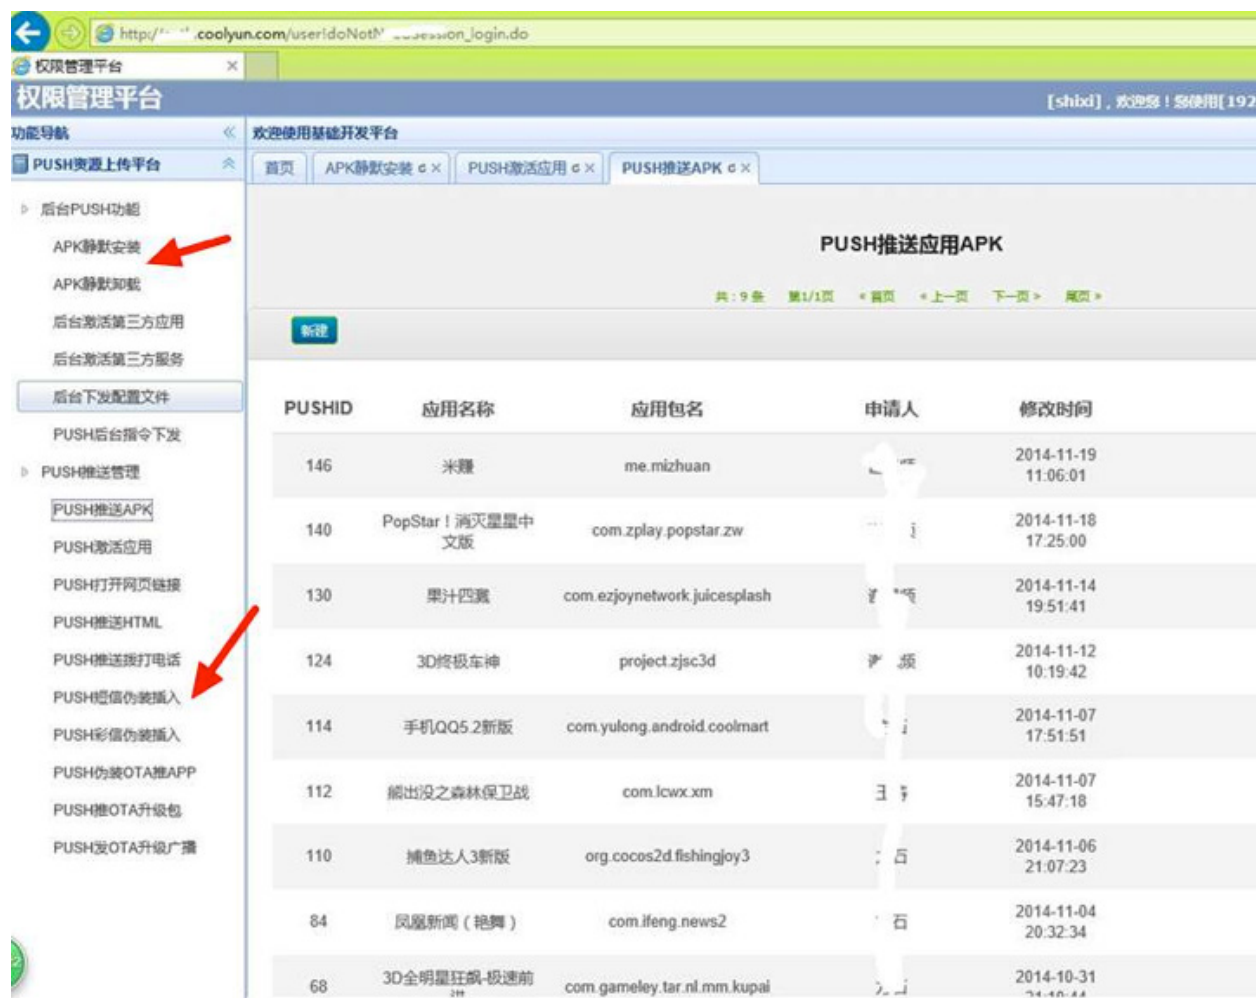 http:/
.coolyun.com/user!doNotN
ssion_login.do
权限管理平台
权限管理平台
[shixi]，欢迎您！您使用[192
功能导航
欢迎使用基础开发平台
PUSH资源上传平台
首页 APK静默安装 PUSH激活应用 PUSH推送APK
后台PUSH功能
APK静默安装
APK静默卸载
后台激活第三方应用
后台激活第三方服务
后台下发配置文件
PUSH后台指令下发
PUSH推送管理
PUSH推送APK
PUSH激活应用
PUSH打开网页链接
PUSH推送HTML
PUSH推送拨打电话
PUSH短信伪装插入
PUSH彩信伪装插入
PUSH伪装OTA推APP
PUSH推OTA升级包
PUSH发OTA升级广播
PUSH推送应用APK
共：9 条 第1/1页 « 首页 « 上一页 下一页 » 尾页 »
新建
PUSHID 应用名称 应用包名 申请人 修改时间
146 米赚 me.mizhuan 2014-11-19
11:06:01
140 PopStar！消灭星星中
文版 com.zplay.popstar.zw 2014-11-18
17:25:00
130 果汁四溅 com.ezjoynetwork.juicesplash 2014-11-14
19:51:41
124 3D终极车神 project.zjsc3d 频 2014-11-12
10:19:42
114 手机QQ5.2新版 com.yulong.android.coolmart 2014-11-07
17:51:51
112 熊出没之森林保卫战 com.lcwx.xm 2014-11-07
15:47:18
110 捕鱼达人3新版 org.cocos2d.fishingjoy3 石 2014-11-06
21:07:23
84 凤凰新闻（艳舞） com.ifeng.news2 石 2014-11-04
20:32:34
68 3D全明星狂飙-极速前
进 com.gameley.tar.nl.mm.kupai 2014-10-31
21:10:44